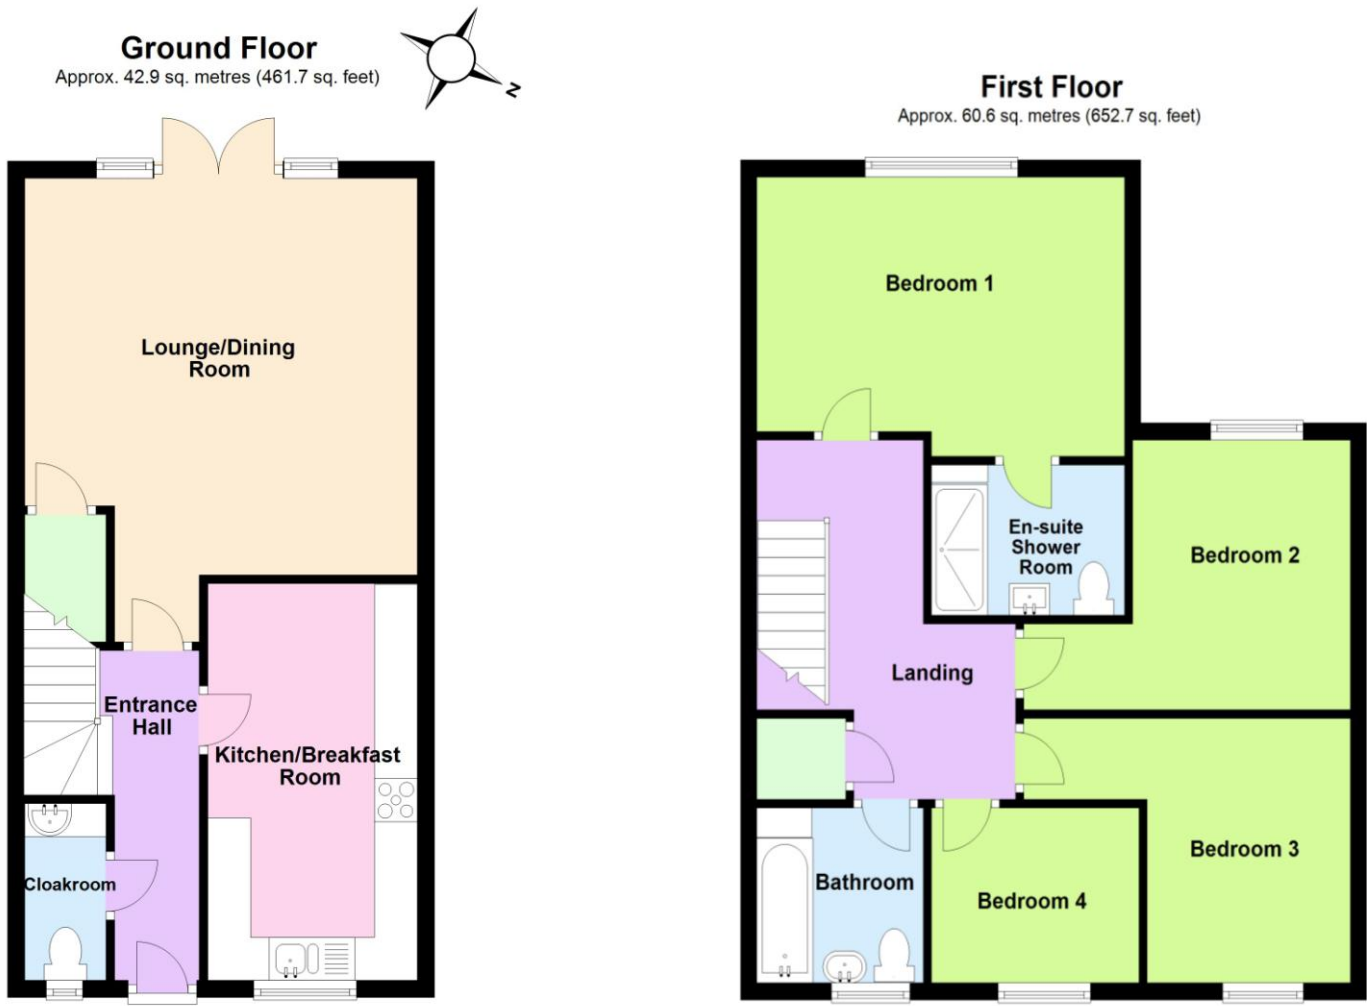 Ground Floor
Approx. 42.9 sq. metres (461.7 sq. feet)
N
Lounge/Dining
Room
Entrance
Hall
Kitchen/Breakfast
Room
Cloakroom
First Floor
Approx. 60.6 sq. metres (652.7 sq. feet)
Bedroom 1
En-suite
Shower
Room
Bedroom 2
Landing
Bedroom 3
Bathroom
Bedroom 4